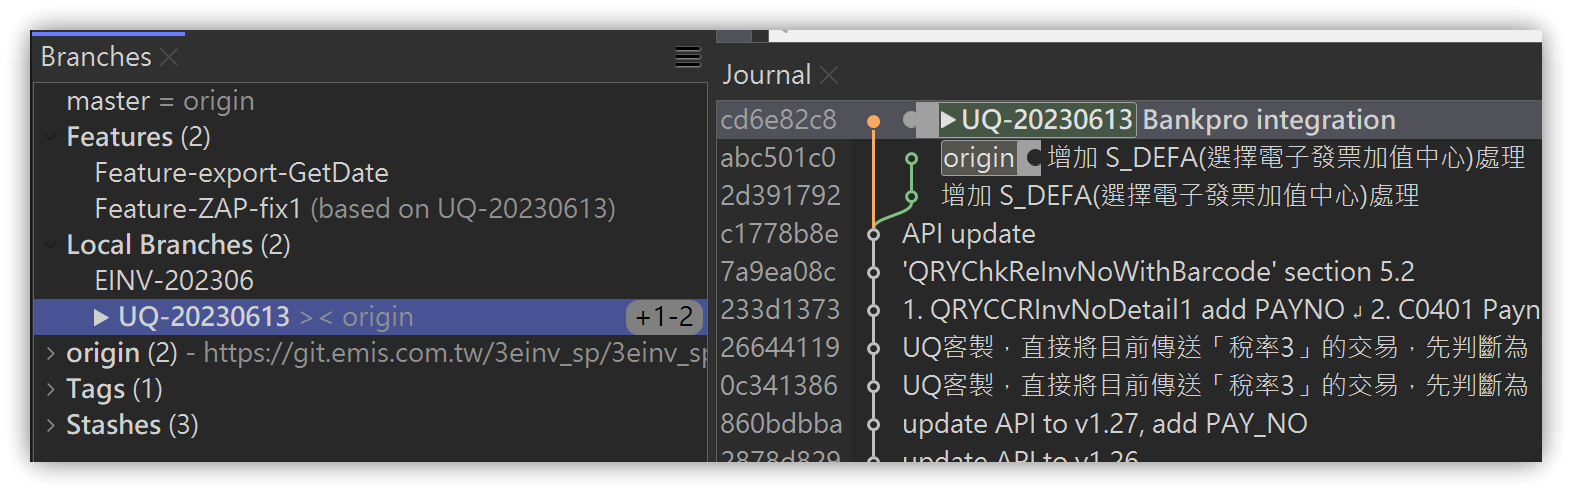 Branches
master = origin
Features (2)
Feature-export-GetDate
Feature-ZAP-fix1 (based on UQ-20230613)
Local Branches (2)
EINV-202306
UQ-20230613 >< origin +1-2
origin (2) - https://git.emis.com.tw/3einv_sp/3einv_sp
Tags (1)
Stashes (3)
Journal
cd6e82c8 UQ-20230613 Bankpro integration
abc501c0 origin 增加 S_DEFA(選擇電子發票加值中心)處理
2d391792 增加 S_DEFA(選擇電子發票加值中心)處理
c1778b8e API update
7a9ea08c 'QRYChkReInvNoWithBarcode' section 5.2
233d1373 1. QRYCCRInvNoDetail1 add PAYNO ↲ 2. C0401 Payn
26644119 UQ客製，直接將目前傳送「稅率3」的交易，先判斷為
0c341386 UQ客製，直接將目前傳送「稅率3」的交易，先判斷為
860bdbba update API to v1.27, add PAY_NO
2878d829 update API to v1.26